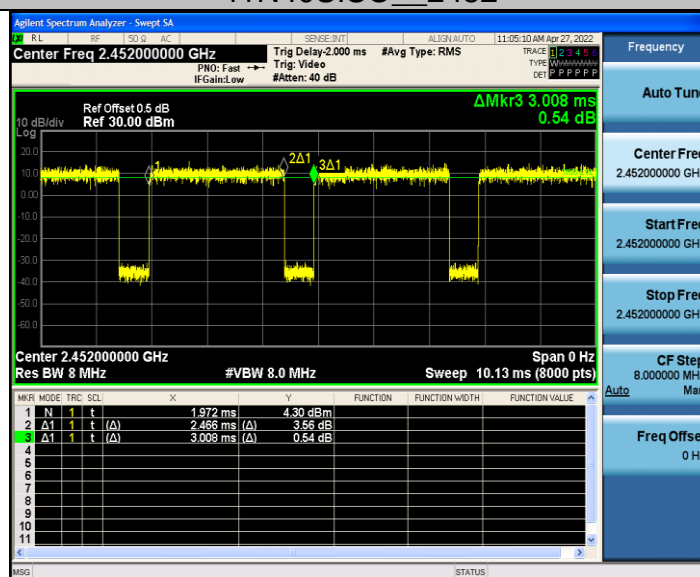 Agilent Spectrum Analyzer - Swept SA
RL RF 50 Ω AC SENSE:INT ALIGN AUTO 11:05:10 AM Apr 27, 2022
Center Freq 2.452000000 GHz
PNO: Fast
IFGain:Low
Trig Delay-2.000 ms
Trig: Video
#Atten: 40 dB
#Avg Type: RMS
TRACE 1 2 3 4 5 6
TYPE W
DET P P P P P P
10 dB/div
Log
Ref Offset 0.5 dB
Ref 30.00 dBm
ΔMkr3 3.008 ms
0.54 dB
20.0
10.0
0.00
-10.0
-20.0
-30.0
-40.0
-50.0
-60.0
1
2Δ1
3Δ1
Center 2.452000000 GHz
Span 0 Hz
Res BW 8 MHz
#VBW 8.0 MHz
Sweep 10.13 ms (8000 pts)
MKR MODE TRC SCL X Y FUNCTION FUNCTION WIDTH FUNCTION VALUE
1 N 1 t 1.972 ms 4.30 dBm
2 Δ1 1 t (Δ) 2.466 ms (Δ) 3.56 dB
3 Δ1 1 t (Δ) 3.008 ms (Δ) 0.54 dB
4
5
6
7
8
9
10
11
MSG
STATUS
Frequency
Auto Tun
Center Fre
2.452000000 GH
Start Fre
2.452000000 GH
Stop Fre
2.452000000 GH
CF Step
8.000000 MH
Auto Ma
Freq Offse
0 H